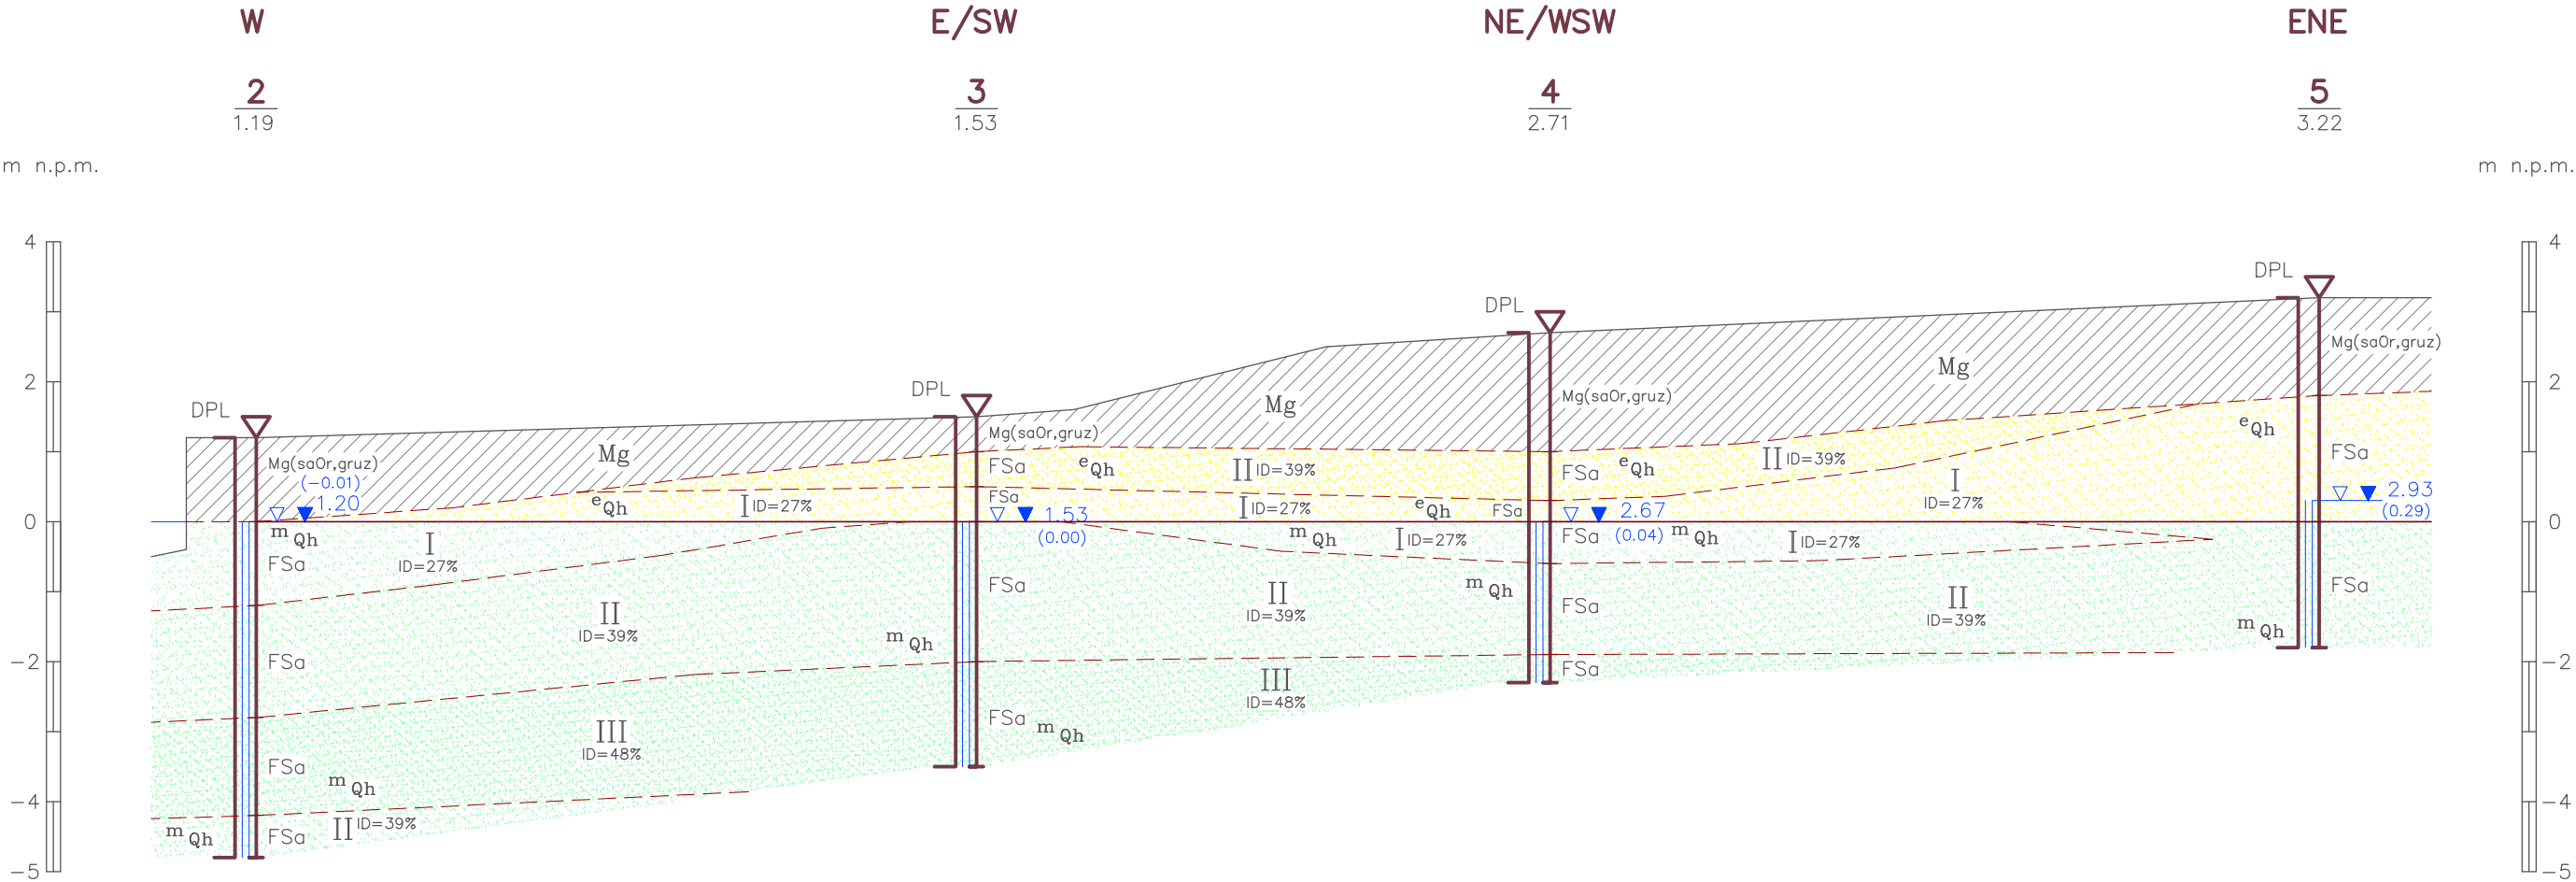 W E/SW NE/WSW ENE
2 3 4 5
1.19 1.53 2.71 3.22
m n.p.m. m n.p.m.
4 4
DPL
DPL
Mg(saOr,gruz)
Mg
2 2
DPL
Mg(saOr,gruz)
Mg
DPL
Mg(saOr,gruz)
Mg
FSa
eQh
Mg(saOr,gruz)
FSa eQh II ID=39% FSa eQh II ID=39%
(-0.01)
1.20
eQh I ID=27% FSa I ID=27% eQh FSa
I
ID=27%
2.93
(0.29)
0 1.53 2.67 0
(0.00) (0.04)
mQh
FSa
I
ID=27%
mQh I ID=27% FSa mQh I ID=27%
FSa mQh FSa FSa
II
ID=39%
II
ID=39%
II
ID=39%
mQh mQh
FSa
-2 FSa -2
III
ID=48%
III
ID=48%
FSa mQh
FSa
mQh
-4 -4
mQh FSa II ID=39%
-5 -5